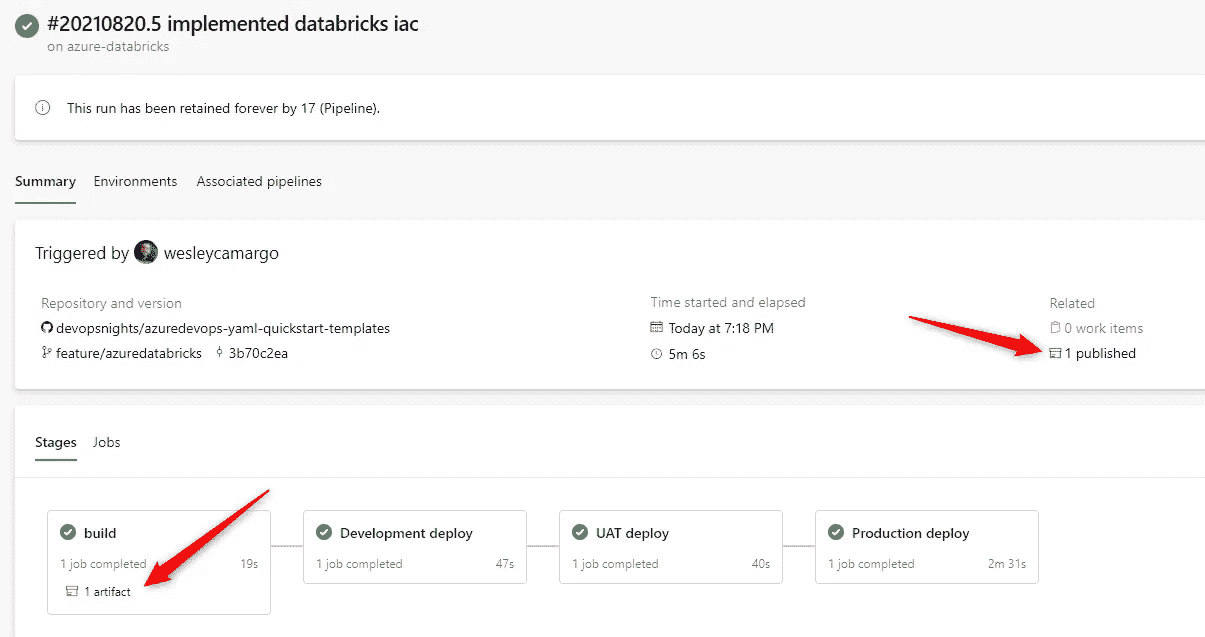 #20210820.5 implemented databricks iac
on azure-databricks
This run has been retained forever by 17 (Pipeline).
Summary Environments Associated pipelines
Triggered by wesleycamargo
Repository and version
devopsnights/azuredevops-yaml-quickstart-templates
feature/azuredatabricks 3b70c2ea
Time started and elapsed
Today at 7:18 PM
5m 6s
Related
0 work items
1 published
Stages Jobs
build
1 job completed 19s
1 artifact
Development deploy
1 job completed 47s
UAT deploy
1 job completed 40s
Production deploy
1 job completed 2m 31s